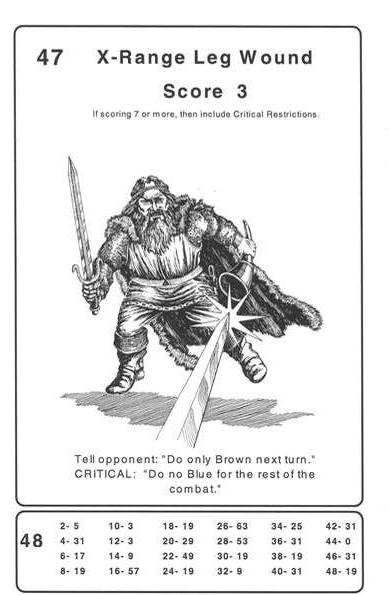 47 X-Range Leg Wound
Score 3
If scoring 7 or more, then include Critical Restrictions.
Tell opponent: "Do only Brown next turn."
CRITICAL: "Do no Blue for the rest of the
combat."
48
2- 5 10- 3 18- 19 26- 63 34- 25 42- 31
4- 31 12- 3 20- 29 28- 53 36- 31 44- 0
6- 17 14- 9 22- 49 30- 19 38- 19 46- 31
8- 19 16- 57 24- 19 32- 9 40- 31 48- 19